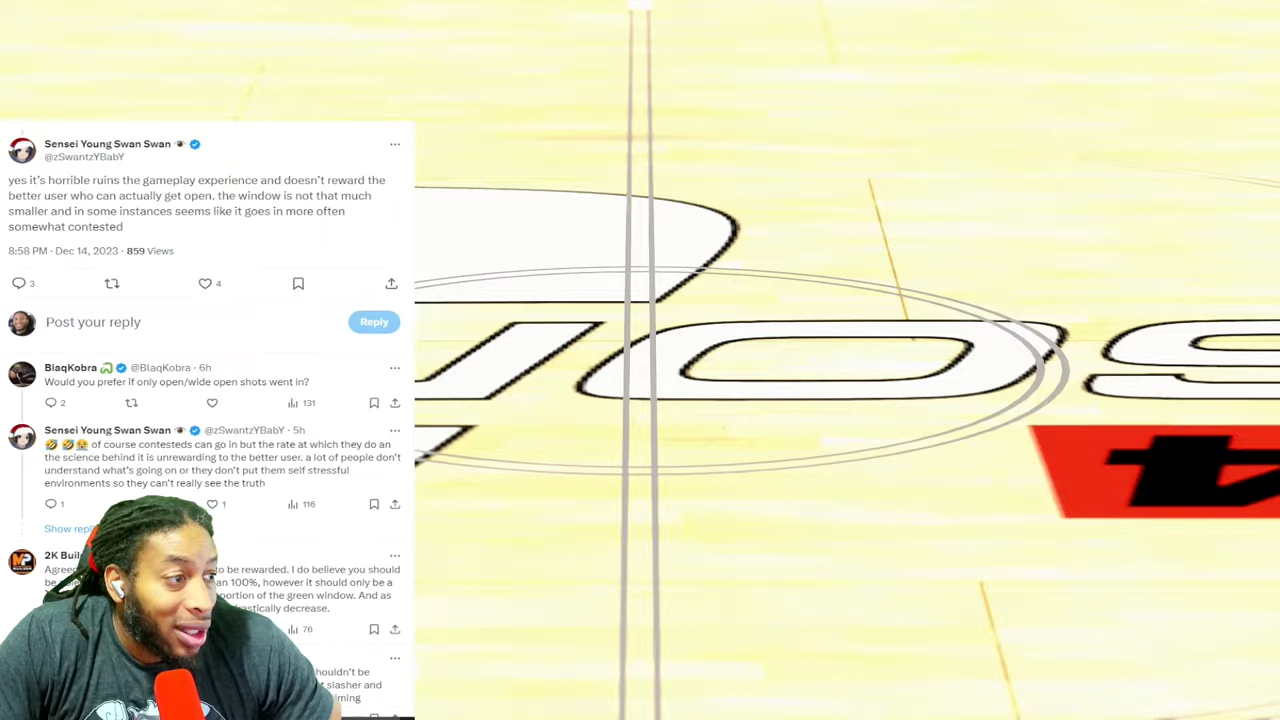 Sensei Young Swan Swan
@zSwantzYBabY
yes it's horrible ruins the gameplay experience and doesn't reward the
better user who can actually get open. the window is not that much
smaller and in some instances seems like it goes in more often
somewhat contested
8:58 PM · Dec 14, 2023 · 859 Views
3
4
Post your reply
Reply
BlaqKobra @BlaqKobra · 6h
Would you prefer if only open/wide open shots went in?
2
131
Sensei Young Swan Swan @zSwantzYBabY · 5h
🤣 🤣😭 of course contesteds can go in but the rate at which they do an
the science behind it is unrewarding to the better user. a lot of people don't
understand what's going on or they don't put them self stressful
environments so they can't really see the truth
1
1
116
Show repl
2K Buil
Agree to be rewarded. I do believe you should
be an 100%, however it should only be a
portion of the green window. And as
drastically decrease.
76
houldn't be
t slasher and
4